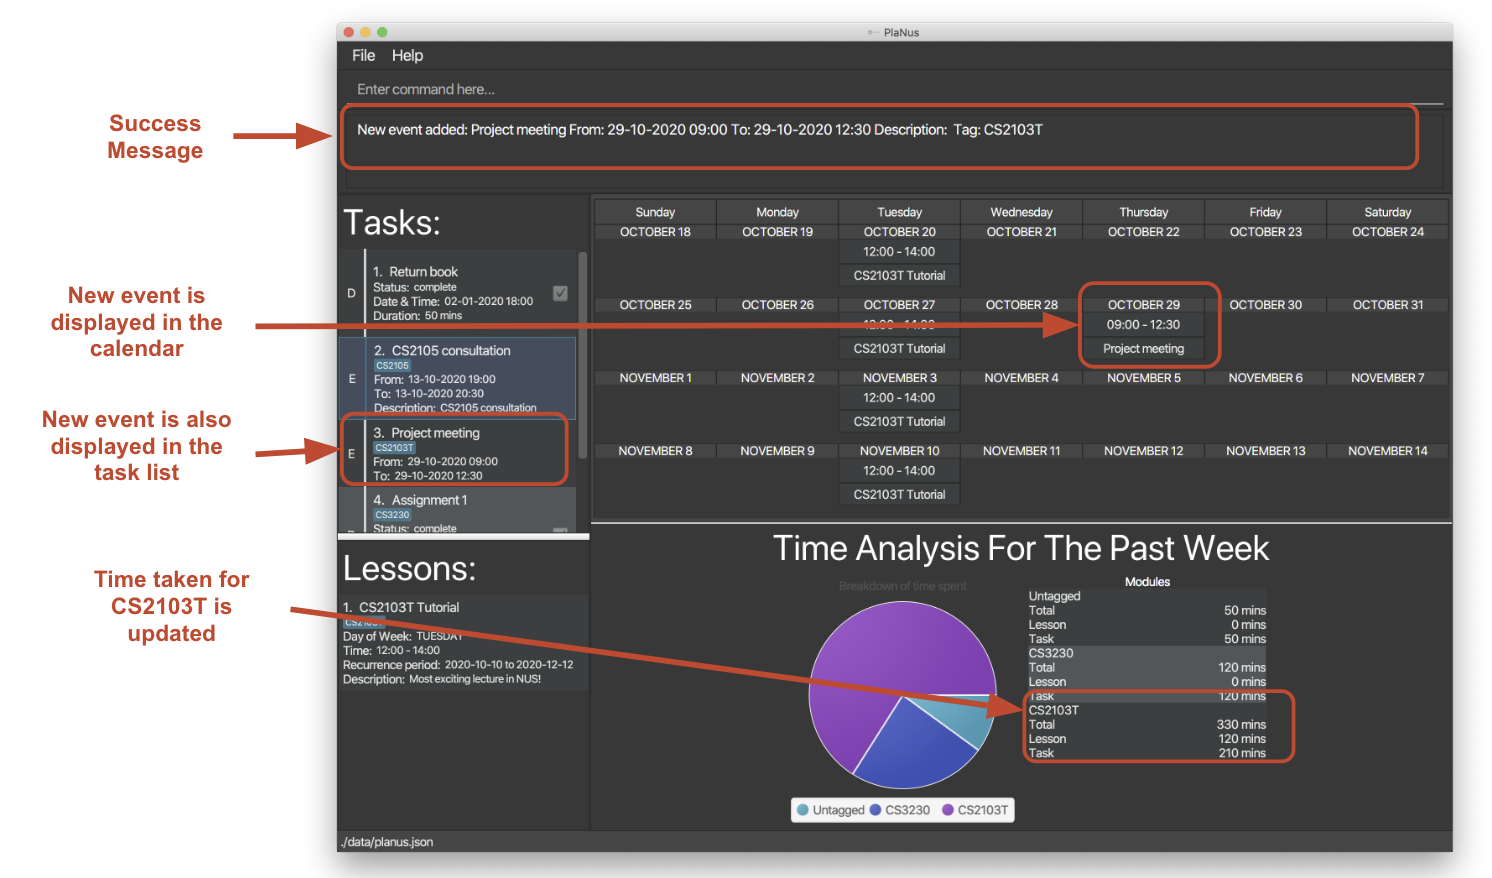 PlaNus
File Help
Enter command here...
Success
Message
New event added: Project meeting From: 29-10-2020 09:00 To: 29-10-2020 12:30 Description: Tag: CS2103T
Tasks:
D
1. Return book
Status: complete
Date & Time: 02-01-2020 18:00
Duration: 50 mins
E
2. CS2105 consultation
CS2105
From: 13-10-2020 19:00
To: 13-10-2020 20:30
Description: CS2105 consultation
E
3. Project meeting
CS2103T
From: 29-10-2020 09:00
To: 29-10-2020 12:30
4. Assignment 1
CS3230
Status: complete
New event is
displayed in the
calendar
New event is also
displayed in the
task list
Sunday Monday Tuesday Wednesday Thursday Friday Saturday
OCTOBER 18 OCTOBER 19 OCTOBER 20 OCTOBER 21 OCTOBER 22 OCTOBER 23 OCTOBER 24
12:00 - 14:00
CS2103T Tutorial
OCTOBER 25 OCTOBER 26 OCTOBER 27 OCTOBER 28 OCTOBER 29 OCTOBER 30 OCTOBER 31
12:00 - 14:00 09:00 - 12:30
CS2103T Tutorial Project meeting
NOVEMBER 1 NOVEMBER 2 NOVEMBER 3 NOVEMBER 4 NOVEMBER 5 NOVEMBER 6 NOVEMBER 7
12:00 - 14:00
CS2103T Tutorial
NOVEMBER 8 NOVEMBER 9 NOVEMBER 10 NOVEMBER 11 NOVEMBER 12 NOVEMBER 13 NOVEMBER 14
12:00 - 14:00
CS2103T Tutorial
Lessons:
1. CS2103T Tutorial
CS2103T
Day of Week: TUESDAY
Time: 12:00 - 14:00
Recurrence period: 2020-10-10 to 2020-12-12
Description: Most exciting lecture in NUS!
Time taken for
CS2103T is
updated
Time Analysis For The Past Week
Breakdown of time spent
Modules
Untagged
Total 50 mins
Lesson 0 mins
Task 50 mins
CS3230
Total 120 mins
Lesson 0 mins
Task 120 mins
CS2103T
Total 330 mins
Lesson 120 mins
Task 210 mins
Untagged CS3230 CS2103T
./data/planus.json